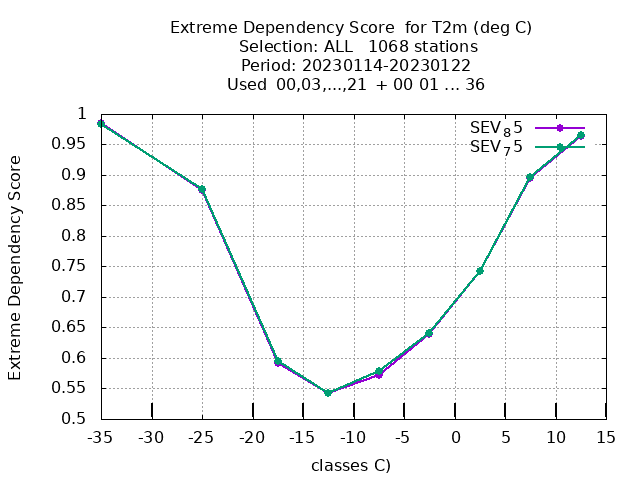 Extreme Dependency Score  for T2m (deg C)
Selection: ALL   1068 stations
Period: 20230114-20230122
Used  00,03,...,21  + 00 01 ... 36
SEV85
SEV75
Extreme Dependency Score
1
0.95
0.9
0.85
0.8
0.75
0.7
0.65
0.6
0.55
0.5
-35 -30 -25 -20 -15 -10 -5 0 5 10 15
classes C)